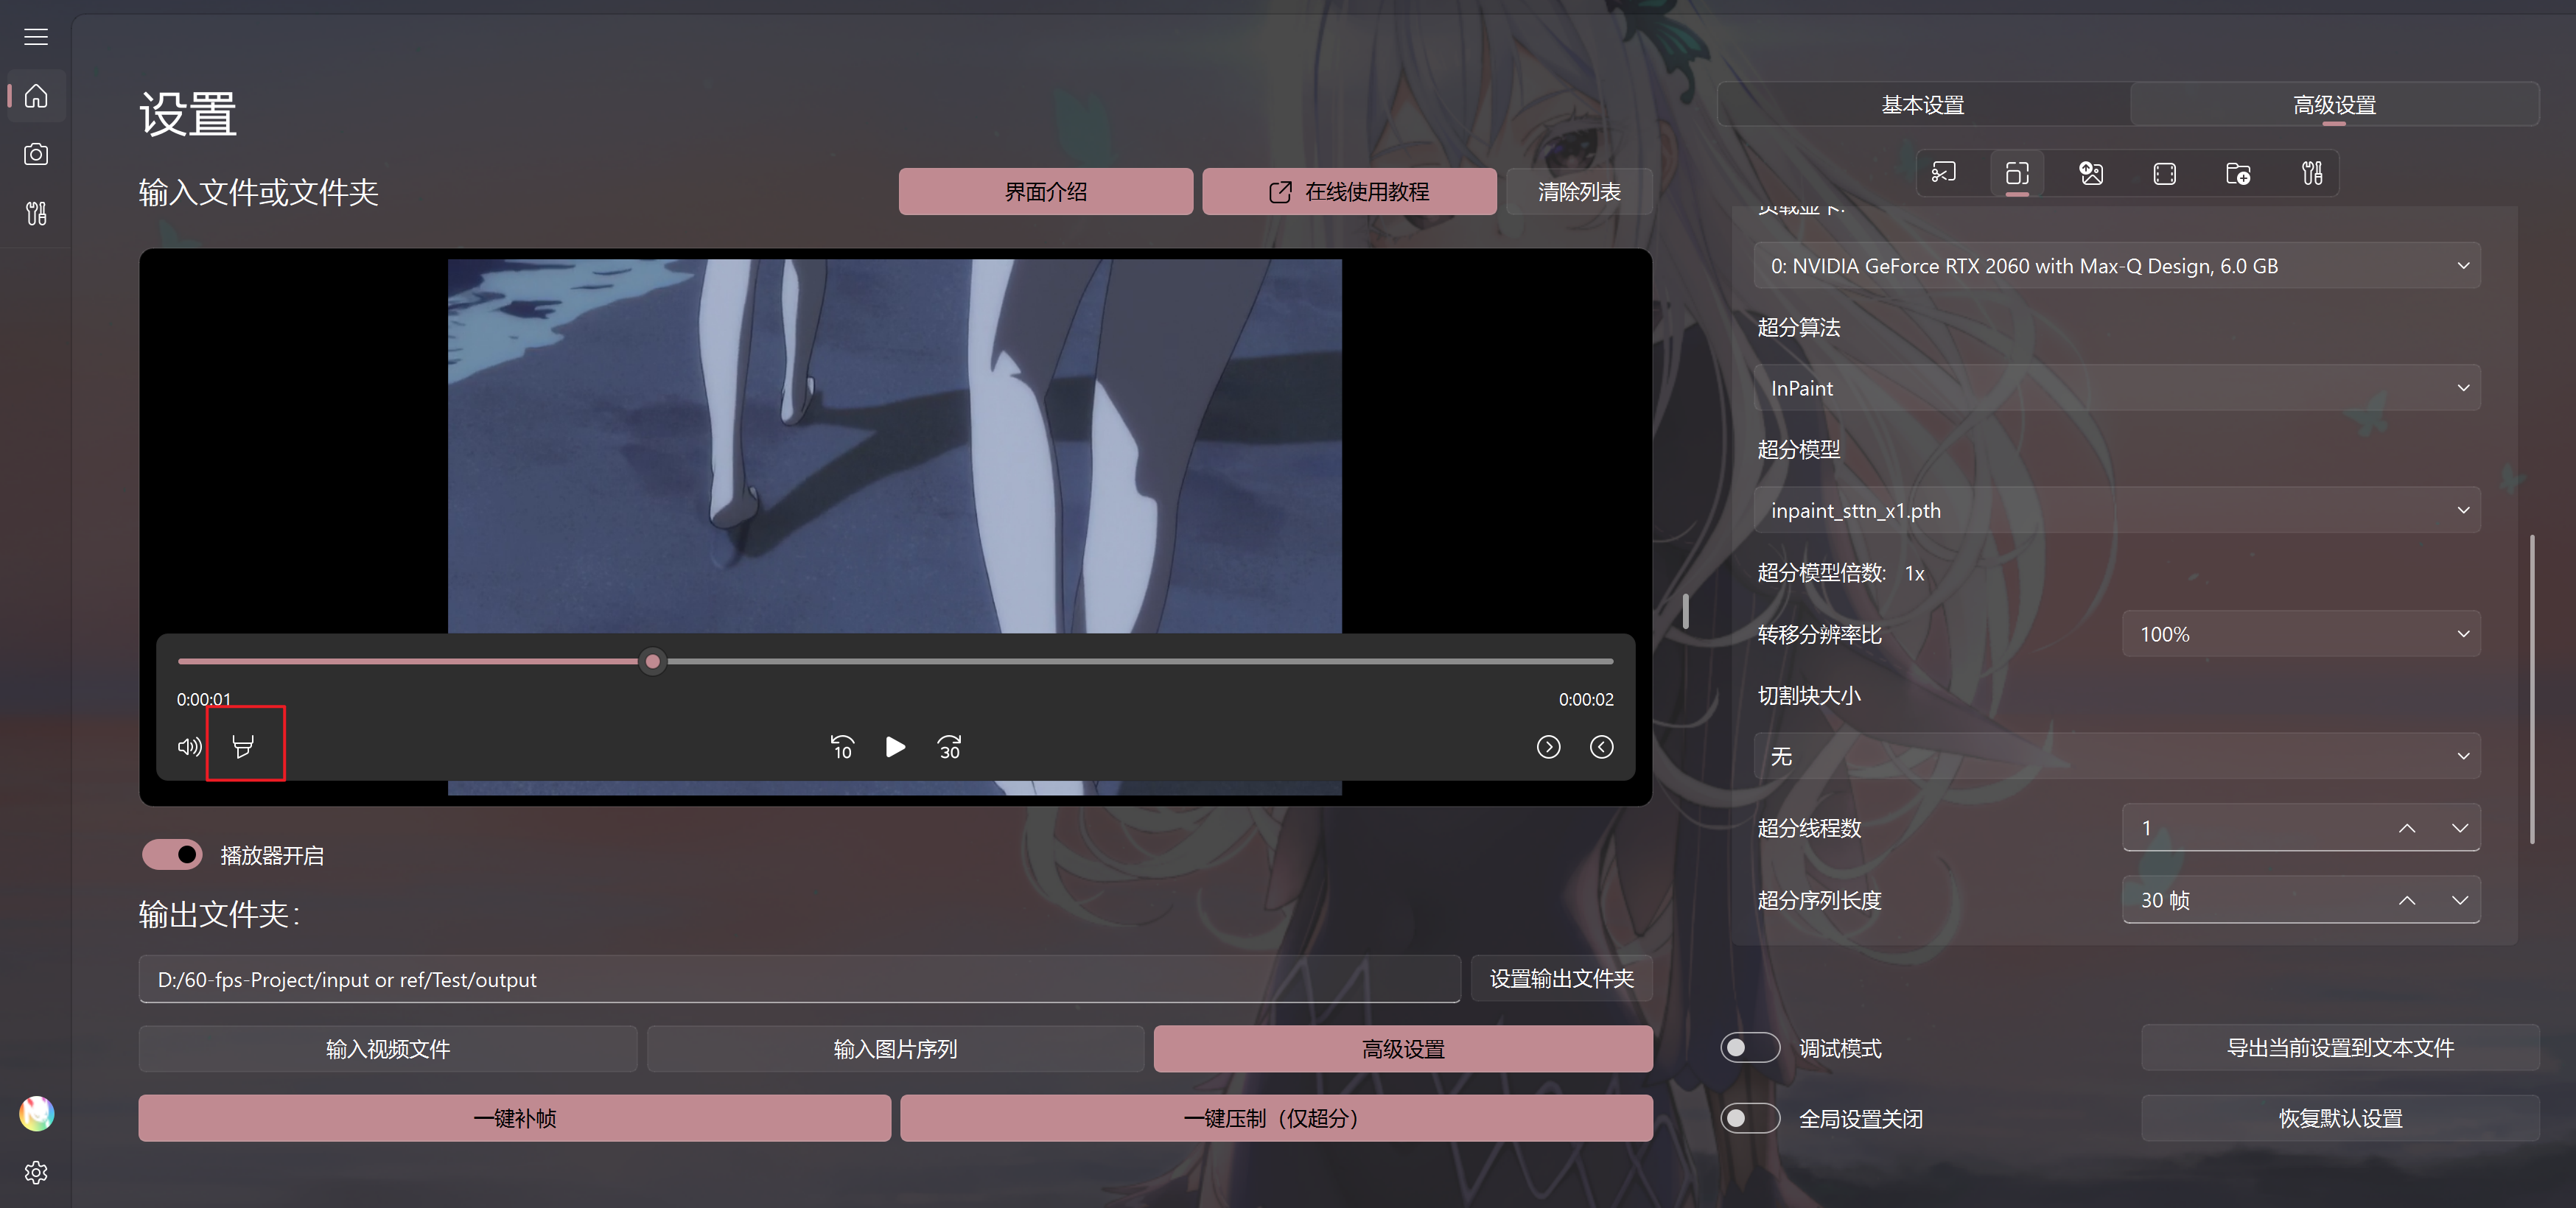 设置
基本设置
高级设置
输入文件或文件夹
界面介绍
在线使用教程
清除列表
负载显卡:
0: NVIDIA GeForce RTX 2060 with Max-Q Design, 6.0 GB
超分算法
InPaint
超分模型
inpaint_sttn_x1.pth
超分模型倍数: 1x
转移分辨率比
100%
切割块大小
无
超分线程数
1
超分序列长度
30 帧
0:00:01
0:00:02
10
30
播放器开启
输出文件夹:
D:/60-fps-Project/input or ref/Test/output
设置输出文件夹
输入视频文件
输入图片序列
高级设置
一键补帧
一键压制（仅超分）
调试模式
导出当前设置到文本文件
全局设置关闭
恢复默认设置